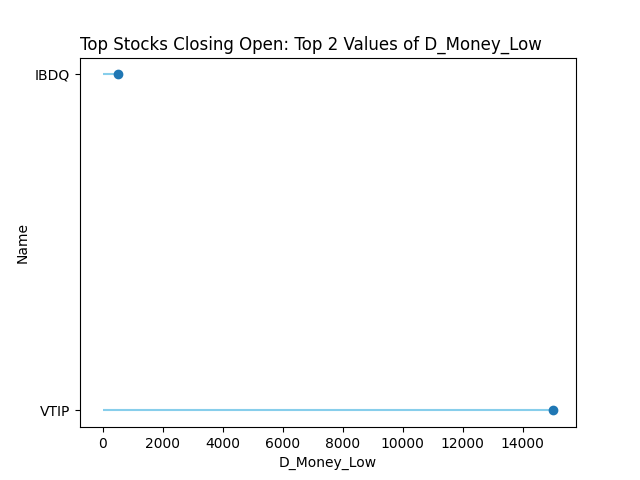 Top Stocks Closing Open: Top 2 Values of D_Money_Low
IBDQ
Name
VTIP
0 2000 4000 6000 8000 10000 12000 14000
D_Money_Low